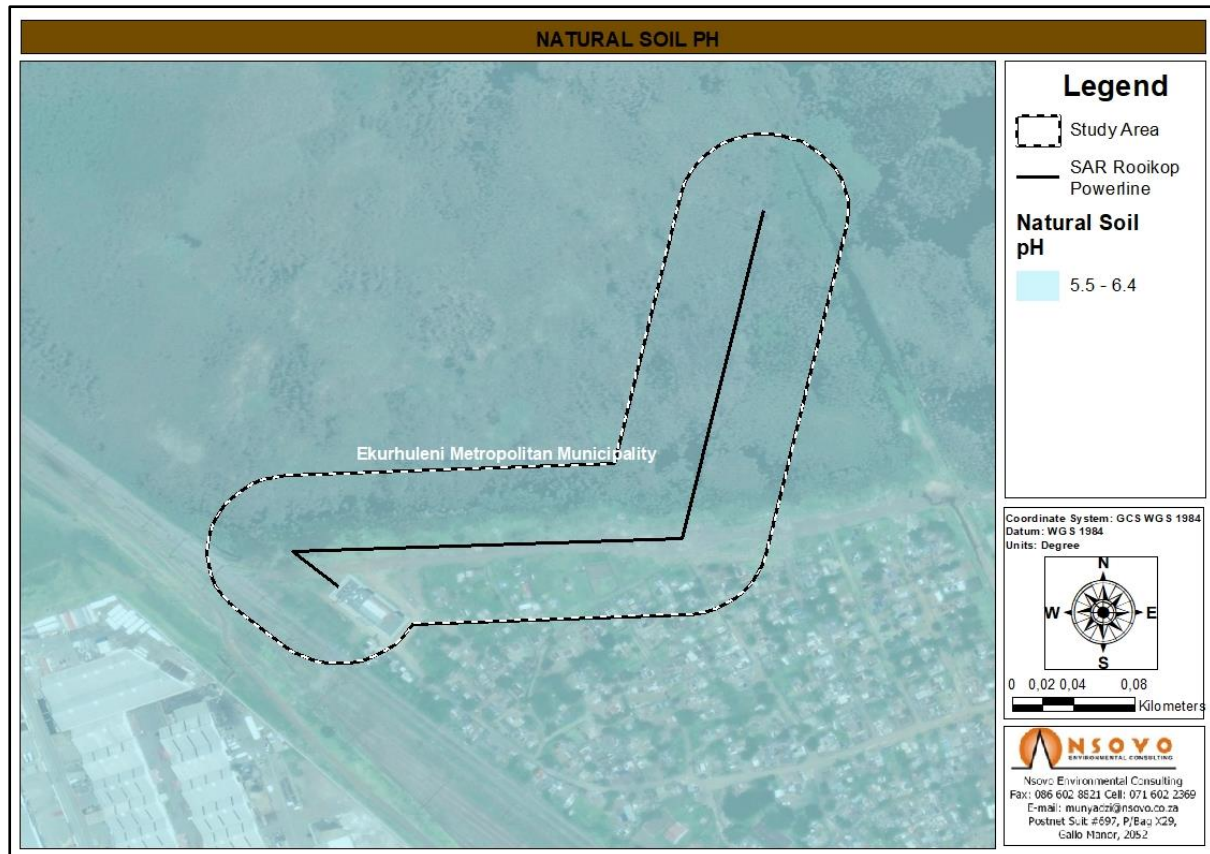 NATURAL SOIL PH
Ekurhuleni Metropolitan Municipality
Legend
Study Area
SAR Rooikop
Powerline
Natural Soil
pH
5.5 - 6.4
Coordinate System: GCS WGS 1984
Datum: WGS 1984
Units: Degree
N
W
E
S
0 0,02 0,04 0,08
Kilometers
NSOVO
ENVIRONMENTAL CONSULTING
Nsovo Environmental Consulting
Fax: 086 602 8821 Cell: 071 602 2369
E-mail: munyadzi@nsovo.co.za
Postnet Suit #697, P/Bag X29,
Gallo Manor, 2052